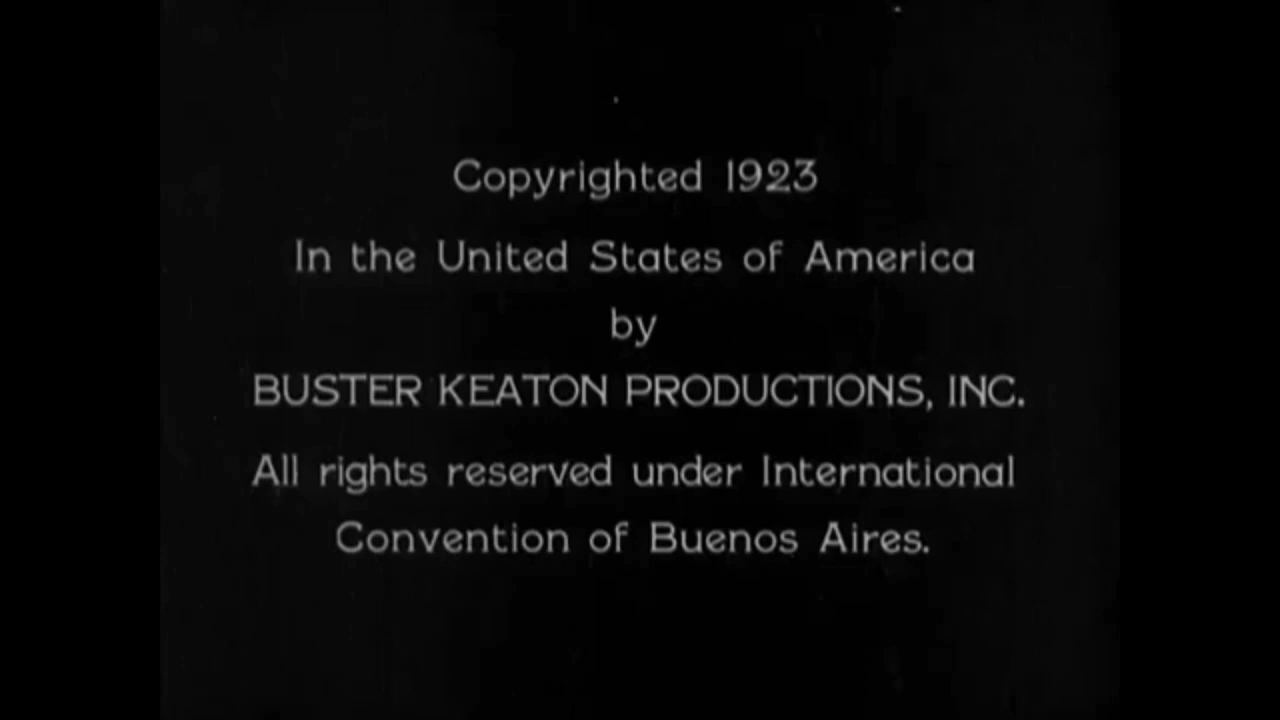 Copyrighted 1923
In the United States of America
by
BUSTER KEATON PRODUCTIONS, INC.
All rights reserved under International
Convention of Buenos Aires.